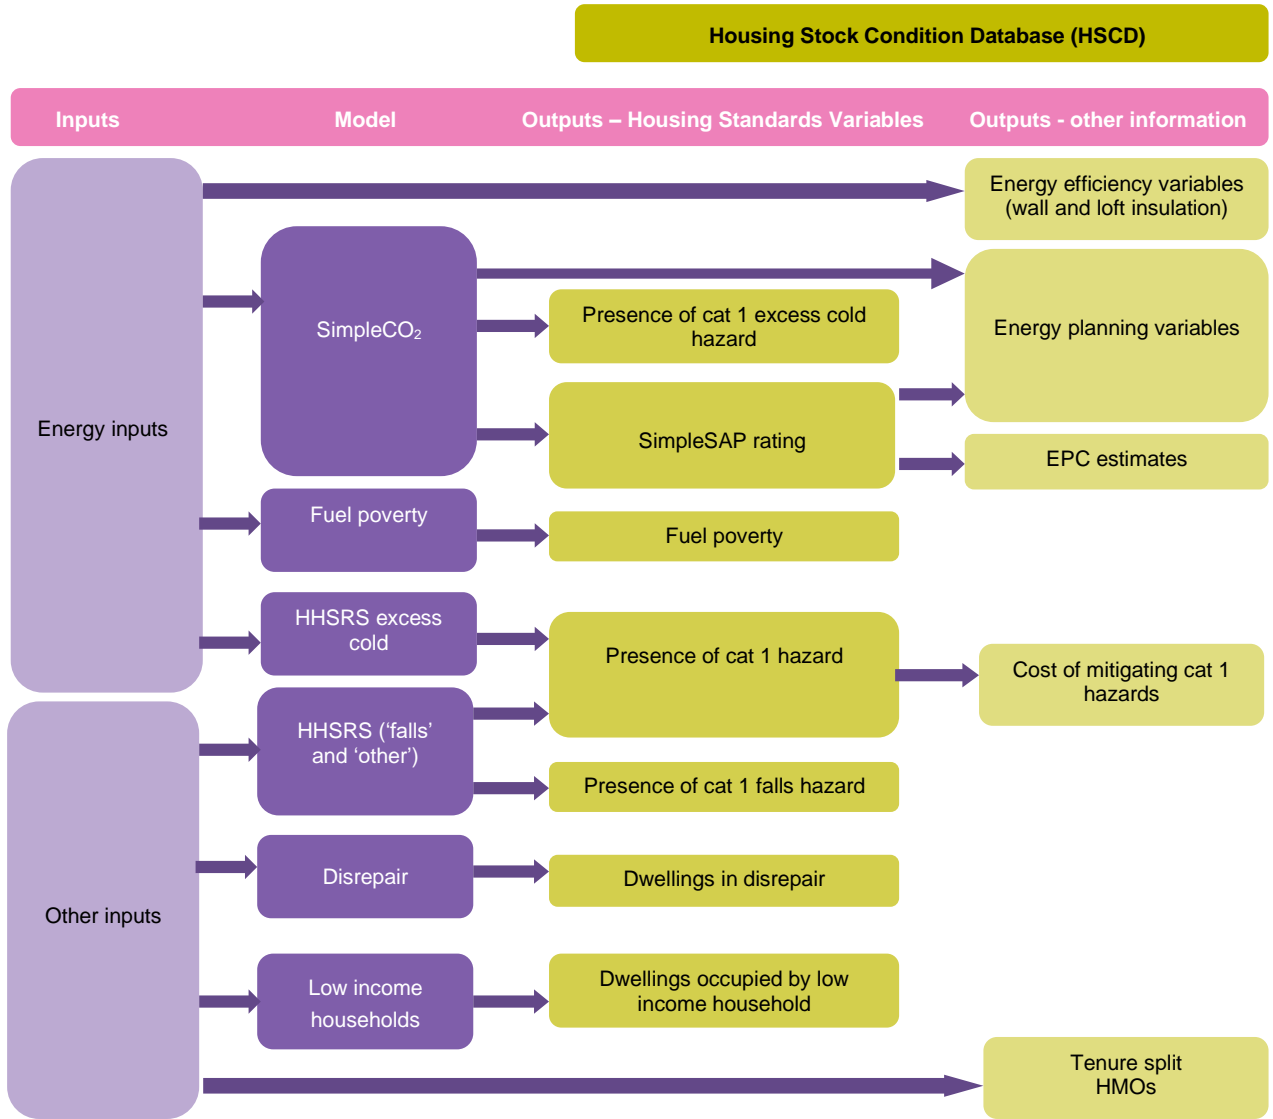 Housing Stock Condition Database (HSCD)
Inputs
Model
Outputs – Housing Standards Variables
Outputs - other information
Energy inputs
Energy efficiency variables
(wall and loft insulation)
SimpleCO₂
Presence of cat 1 excess cold
hazard
Energy planning variables
SimpleSAP rating
EPC estimates
Fuel poverty
Fuel poverty
HHSRS excess
cold
Presence of cat 1 hazard
Cost of mitigating cat 1
hazards
HHSRS (‘falls’
and ‘other’)
Presence of cat 1 falls hazard
Other inputs
Disrepair
Dwellings in disrepair
Low income
households
Dwellings occupied by low
income household
Tenure split
HMOs